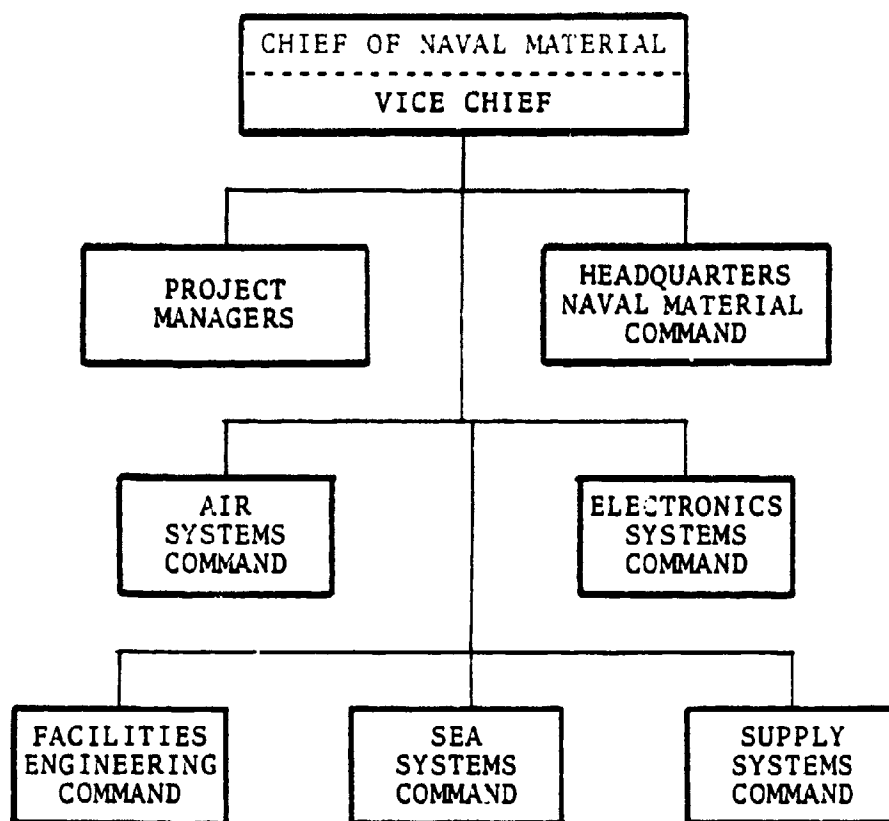 CHIEF OF NAVAL MATERIAL
VICE CHIEF
PROJECT
MANAGERS
HEADQUARTERS
NAVAL MATERIAL
COMMAND
AIR
SYSTEMS
COMMAND
ELECTRONICS
SYSTEMS
COMMAND
FACILITIES
ENGINEERING
COMMAND
SEA
SYSTEMS
COMMAND
SUPPLY
SYSTEMS
COMMAND